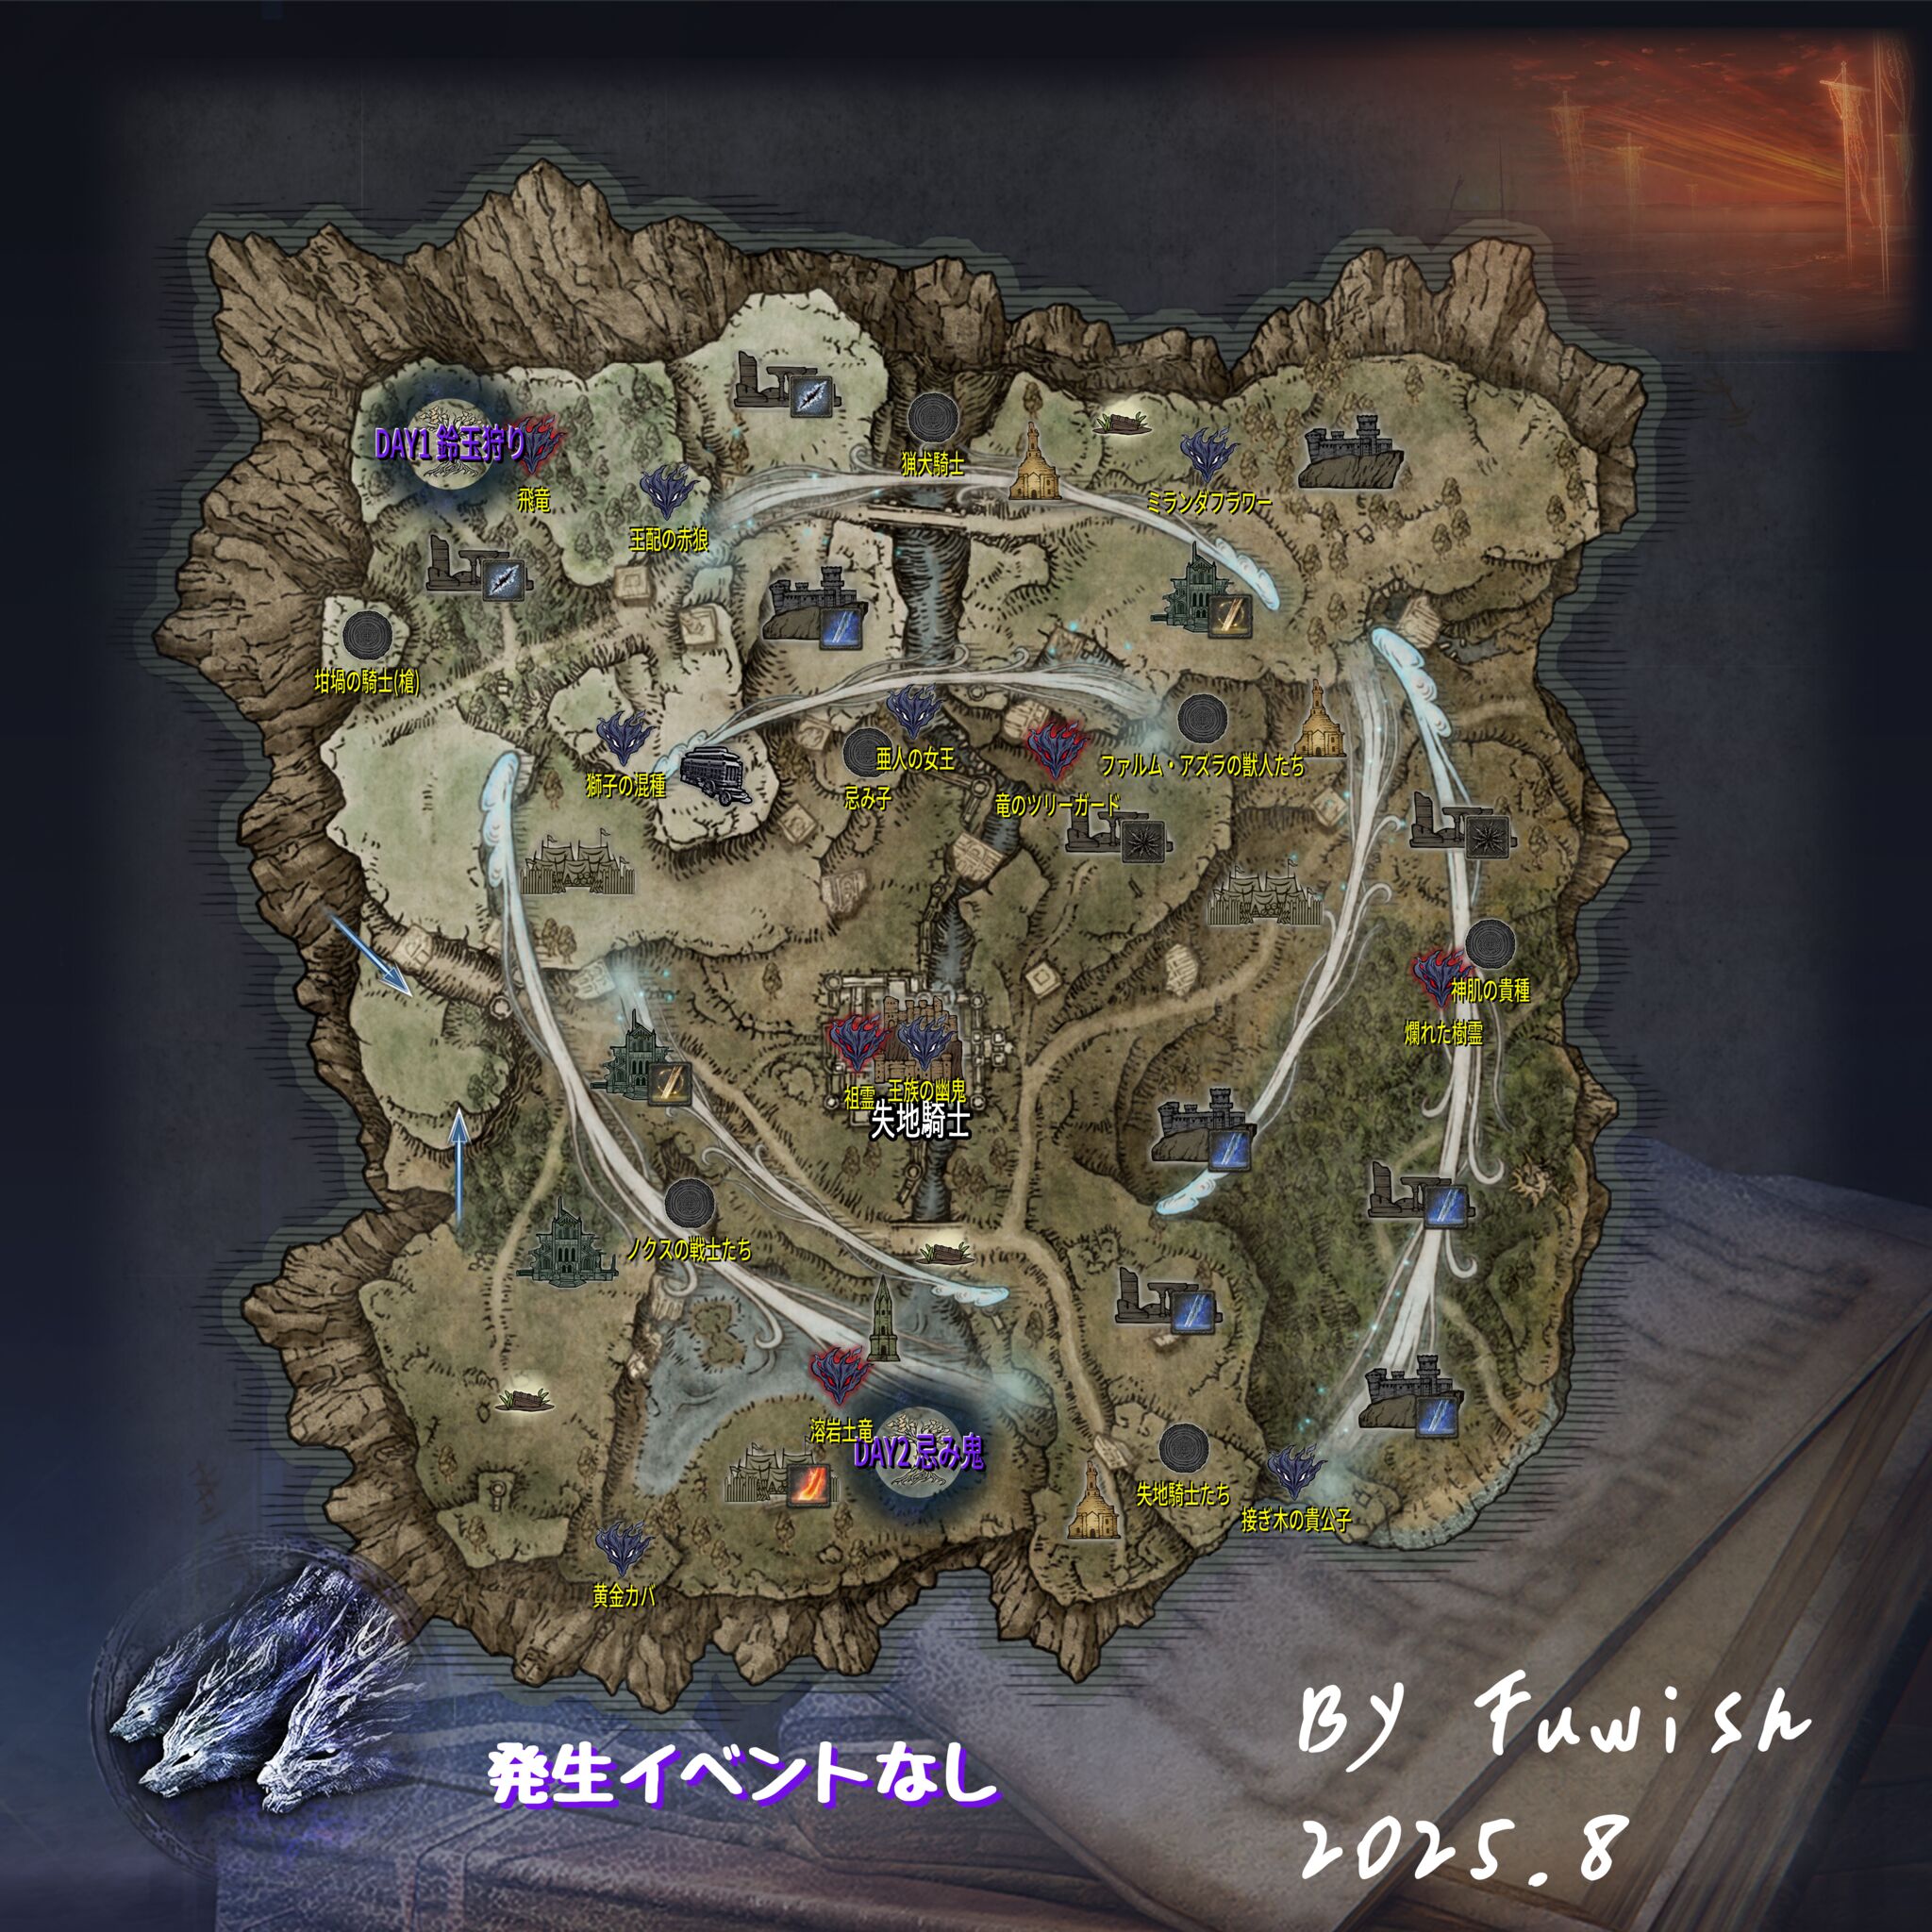 DAY1 鈴玉狩り
飛竜
猟犬騎士
ミランダフラワー
王配の赤狼
坩堝の騎士(槍)
獅子の混種
亜人の女王
忌み子
ファルム・アズラの獣人たち
竜のツリーガード
神肌の貴種
爛れた樹霊
祖霊
王族の幽鬼
失地騎士
ノクスの戦士たち
溶岩土竜
DAY2 忌み鬼
失地騎士たち
接ぎ木の貴公子
黄金カバ
発生イベントなし
BY Fuwish
2025.8